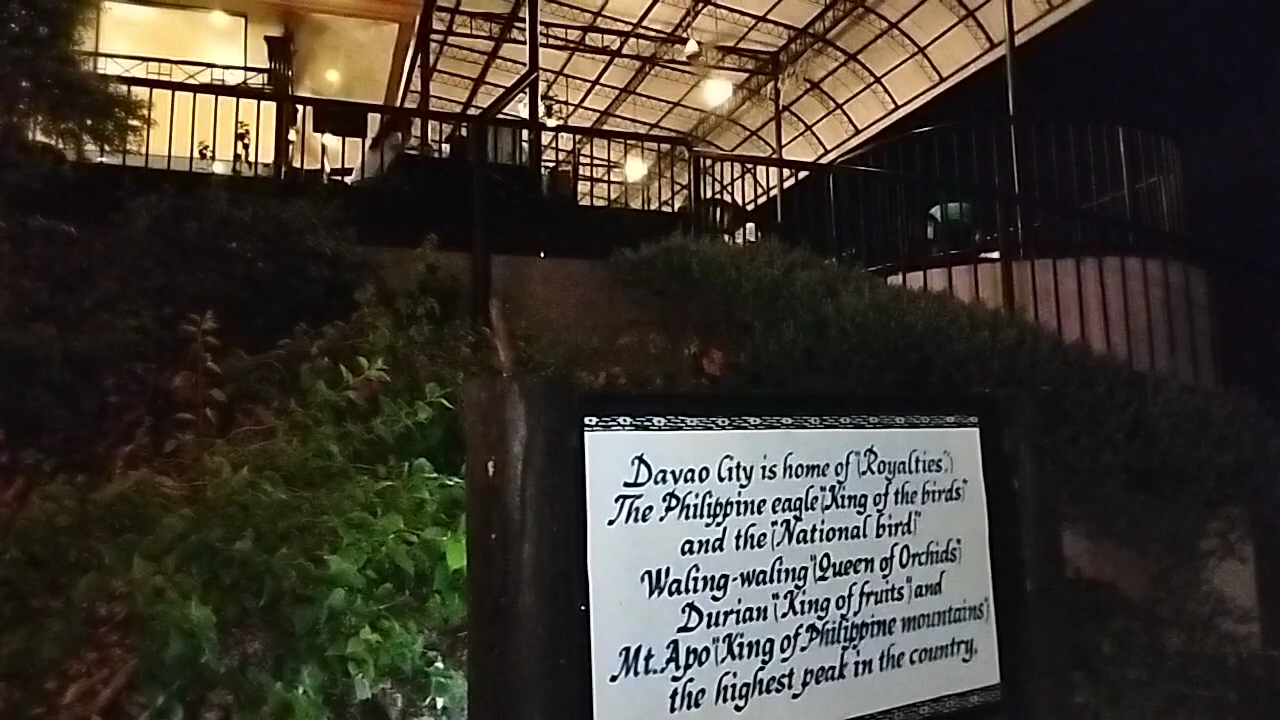 Davao City is home of "Royalties."
The Philippine eagle "King of the birds"
and the "National bird"
Waling-waling "Queen of Orchids"
Durian "King of fruits" and
Mt. Apo "King of Philippine mountains"
the highest peak in the country.